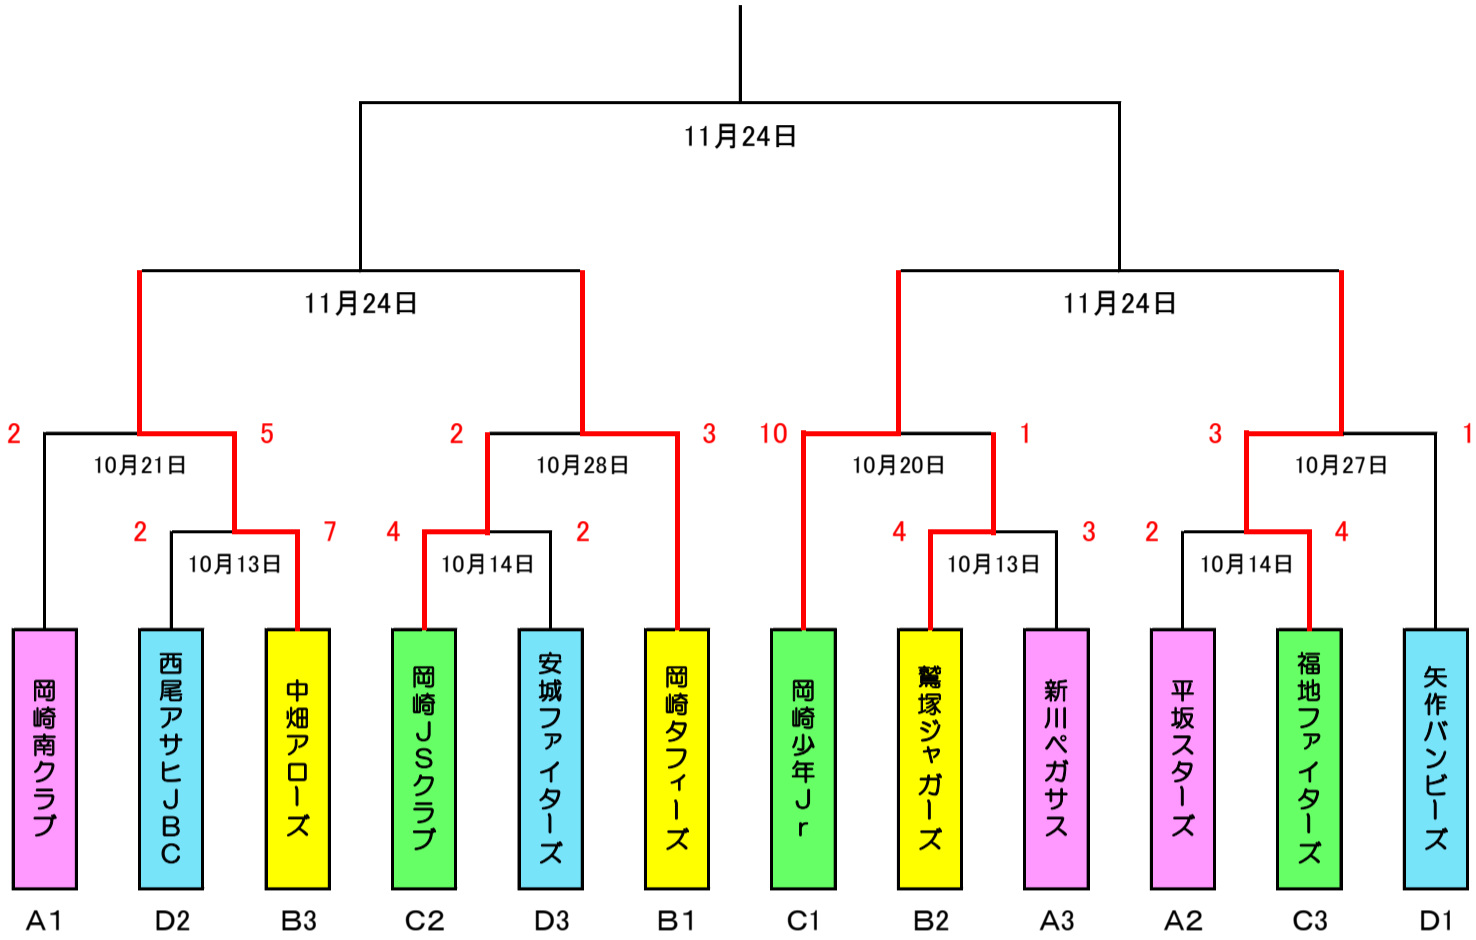 11月24日
11月24日
11月24日
2
5
2
3
10
1
3
1
10月21日
10月28日
10月20日
10月27日
2
7
4
2
4
3
2
4
10月13日
10月14日
10月13日
10月14日
岡崎南クラブ
西尾アサヒJBC
中畑アローズ
岡崎JSクラブ
安城ファイターズ
岡崎タフィーズ
岡崎少年Jr
鷲塚ジャガーズ
新川ペガサス
平坂スターズ
福地ファイターズ
矢作バンビーズ
A1
D2
B3
C2
D3
B1
C1
B2
A3
A2
C3
D1